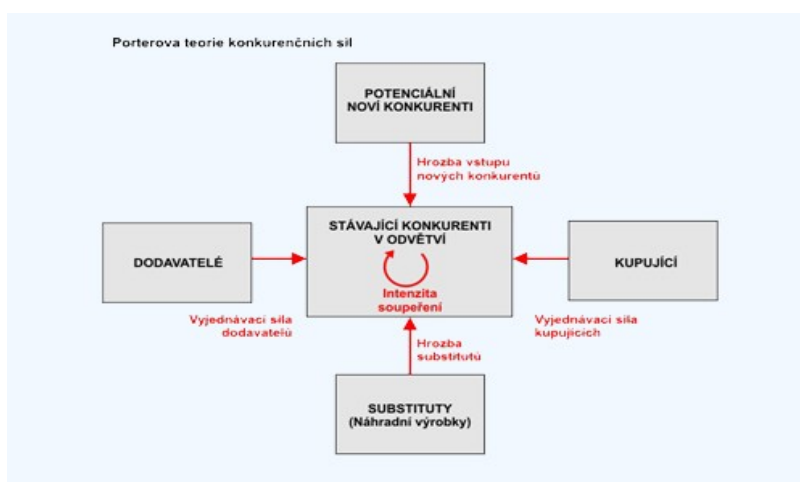 Porterova teorie konkurenčních sil
POTENCIÁLNÍ
NOVÍ KONKURENTI
Hrozba vstupu
nových konkurentů
STÁVAJÍCÍ KONKURENTI
V ODVĚTVÍ
DODAVATELÉ
KUPUJÍCÍ
Intenzita
soupeření
Vyjednávací síla
dodavatelů
Vyjednávací síla
kupujících
Hrozba
substitutů
SUBSTITUTY
(Náhradní výrobky)